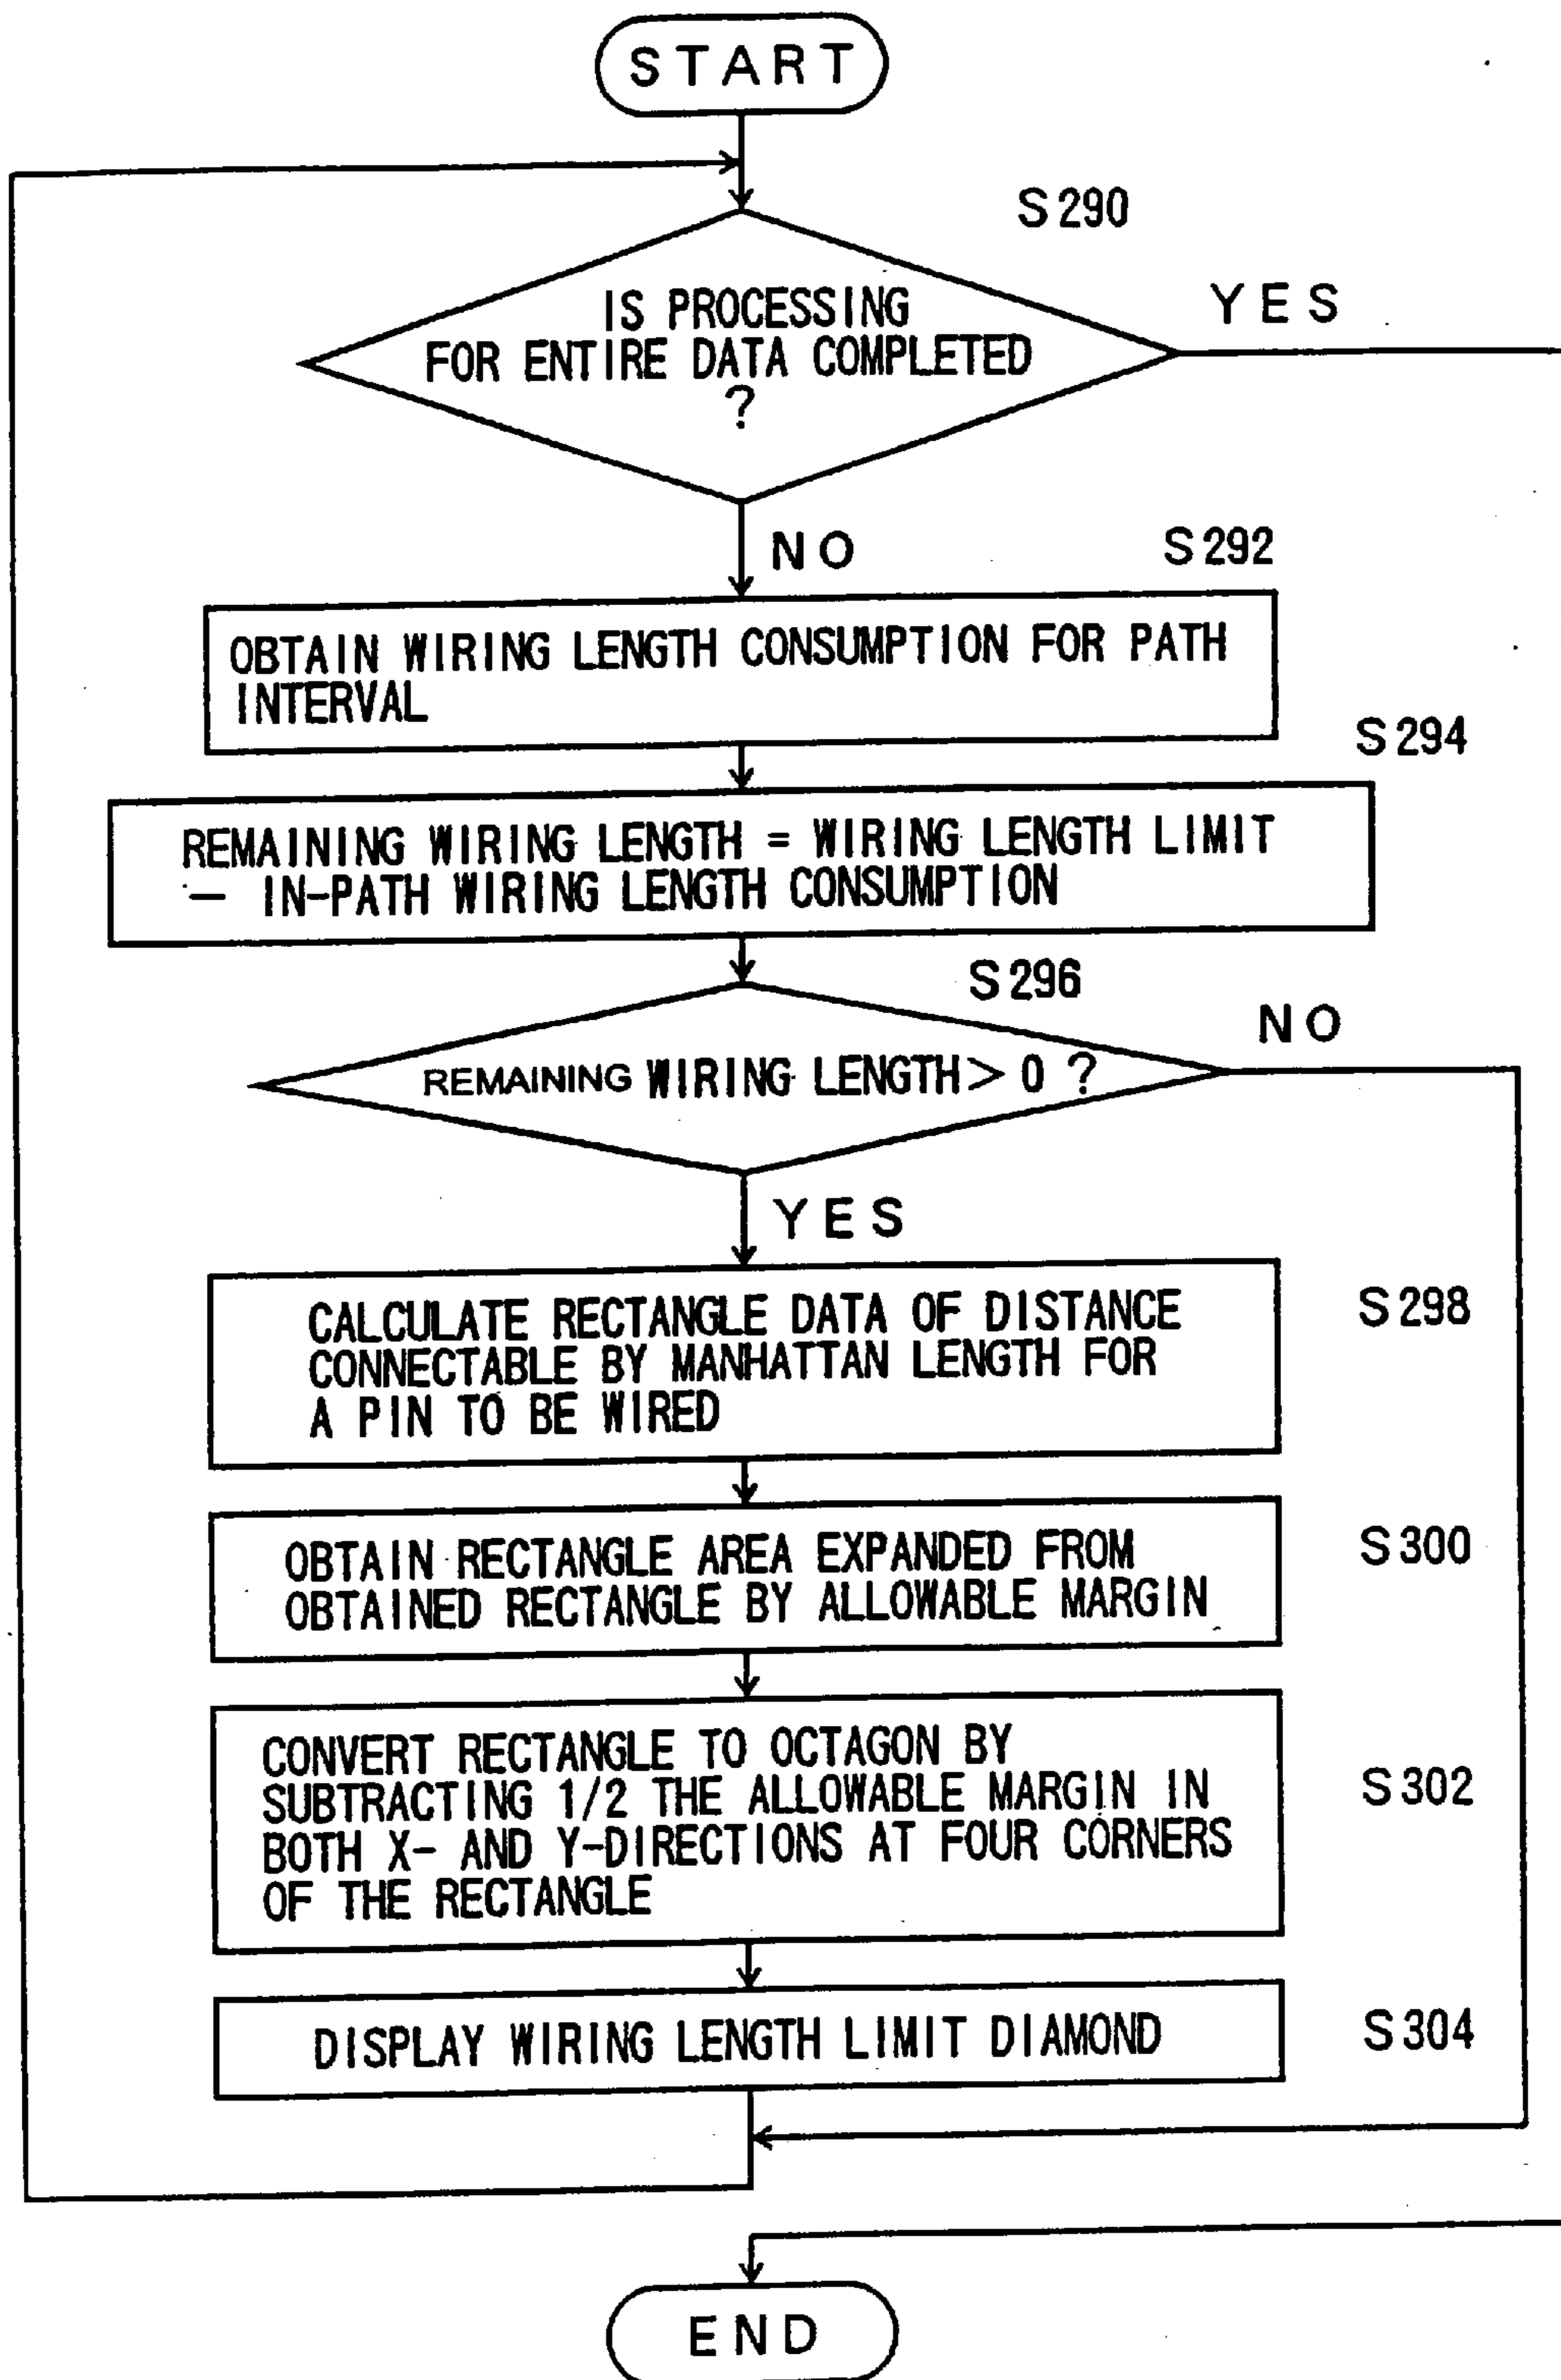 START
S290
IS PROCESSING
FOR ENTIRE DATA COMPLETED
?
YES
NO
S292
OBTAIN WIRING LENGTH CONSUMPTION FOR PATH
INTERVAL
S294
REMAINING WIRING LENGTH = WIRING LENGTH LIMIT
— IN-PATH WIRING LENGTH CONSUMPTION
S296
NO
REMAINING WIRING LENGTH > 0 ?
YES
CALCULATE RECTANGLE DATA OF DISTANCE
CONNECTABLE BY MANHATTAN LENGTH FOR
A PIN TO BE WIRED
S298
OBTAIN RECTANGLE AREA EXPANDED FROM
OBTAINED RECTANGLE BY ALLOWABLE MARGIN
S300
CONVERT RECTANGLE TO OCTAGON BY
SUBTRACTING 1/2 THE ALLOWABLE MARGIN IN
BOTH X- AND Y-DIRECTIONS AT FOUR CORNERS
OF THE RECTANGLE
S302
DISPLAY WIRING LENGTH LIMIT DIAMOND
S304
END